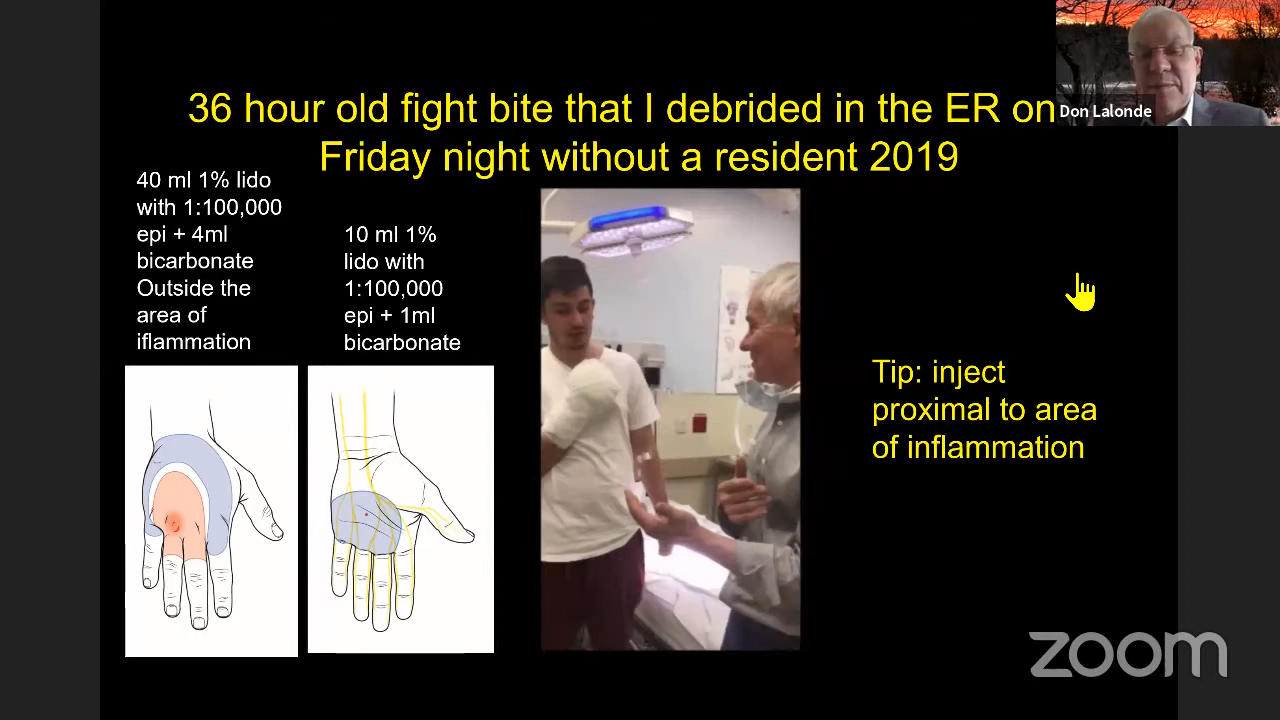 36 hour old fight bite that I debrided in the ER on
Friday night without a resident 2019
Don Lalonde
40 ml 1% lido
with 1:100,000
epi + 4ml
bicarbonate
Outside the
area of
iflammation
10 ml 1%
lido with
1:100,000
epi + 1ml
bicarbonate
Tip: inject
proximal to area
of inflammation
zoom